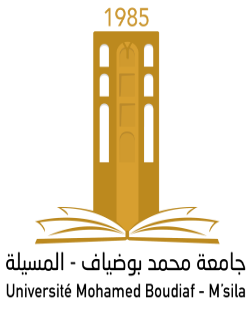 1985
جامعة محمد بوضياف - المسيلة
Université Mohamed Boudiaf - M'sila